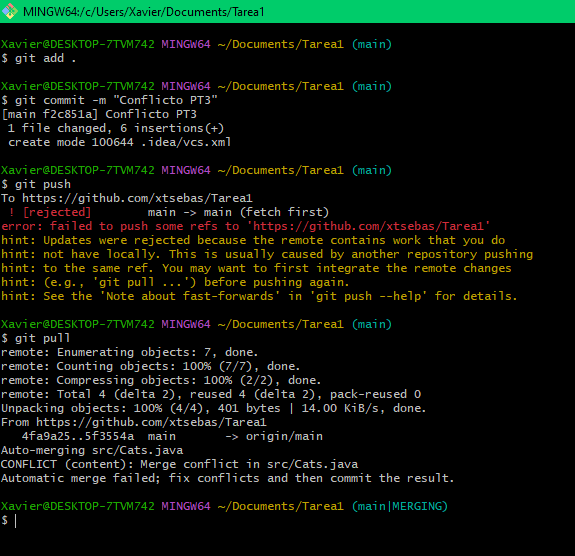 MINGW64:/c/Users/Xavier/Documents/Tarea1
Xavier@DESKTOP-7TVM742 MINGW64 ~/Documents/Tarea1 (main)
$ git add .
Xavier@DESKTOP-7TVM742 MINGW64 ~/Documents/Tarea1 (main)
$ git commit -m "Conflicto PT3"
[main f2c851a] Conflicto PT3
1 file changed, 6 insertions(+)
create mode 100644 .idea/vcs.xml
Xavier@DESKTOP-7TVM742 MINGW64 ~/Documents/Tarea1 (main)
$ git push
To https://github.com/xtsebas/Tarea1
! [rejected]        main -> main (fetch first)
error: failed to push some refs to 'https://github.com/xtsebas/Tarea1'
hint: Updates were rejected because the remote contains work that you do
hint: not have locally. This is usually caused by another repository pushing
hint: to the same ref. You may want to first integrate the remote changes
hint: (e.g., 'git pull ...') before pushing again.
hint: See the 'Note about fast-forwards' in 'git push --help' for details.
Xavier@DESKTOP-7TVM742 MINGW64 ~/Documents/Tarea1 (main)
$ git pull
remote: Enumerating objects: 7, done.
remote: Counting objects: 100% (7/7), done.
remote: Compressing objects: 100% (2/2), done.
remote: Total 4 (delta 2), reused 4 (delta 2), pack-reused 0
Unpacking objects: 100% (4/4), 401 bytes | 14.00 KiB/s, done.
From https://github.com/xtsebas/Tarea1
4fa9a25..5f3554a  main       -> origin/main
Auto-merging src/Cats.java
CONFLICT (content): Merge conflict in src/Cats.java
Automatic merge failed; fix conflicts and then commit the result.
Xavier@DESKTOP-7TVM742 MINGW64 ~/Documents/Tarea1 (main|MERGING)
$